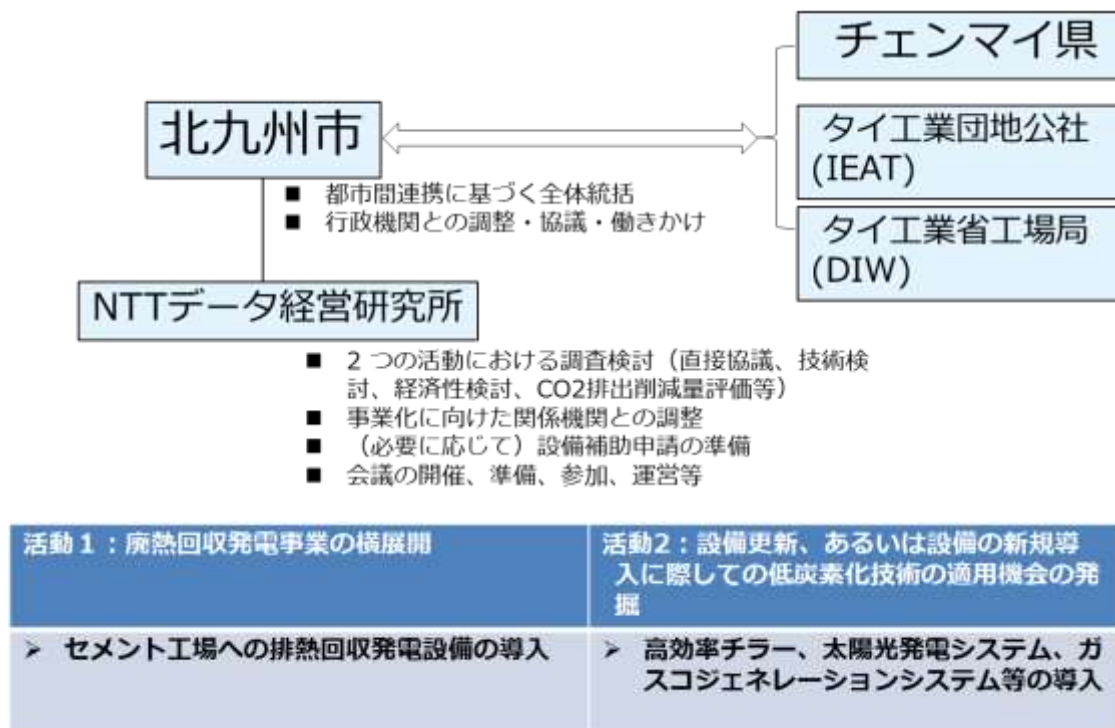 チェンマイ県
北九州市
タイ工業団地公社
(IEAT)
■ 都市間連携に基づく全体統括
■ 行政機関との調整・協議・働きかけ
タイ工業省工場局
(DIW)
NTTデータ経営研究所
■ 2 つの活動における調査検討（直接協議、技術検
討、経済性検討、CO2排出削減量評価等）
■ 事業化に向けた関係機関との調整
■ （必要に応じて）設備補助申請の準備
■ 会議の開催、準備、参加、運営等
活動１：廃熱回収発電事業の横展開
活動2：設備更新、あるいは設備の新規導
入に際しての低炭素化技術の適用機会の発
掘
➢ セメント工場への排熱回収発電設備の導入
➢ 高効率チラー、太陽光発電システム、ガ
スコジェネレーションシステム等の導入